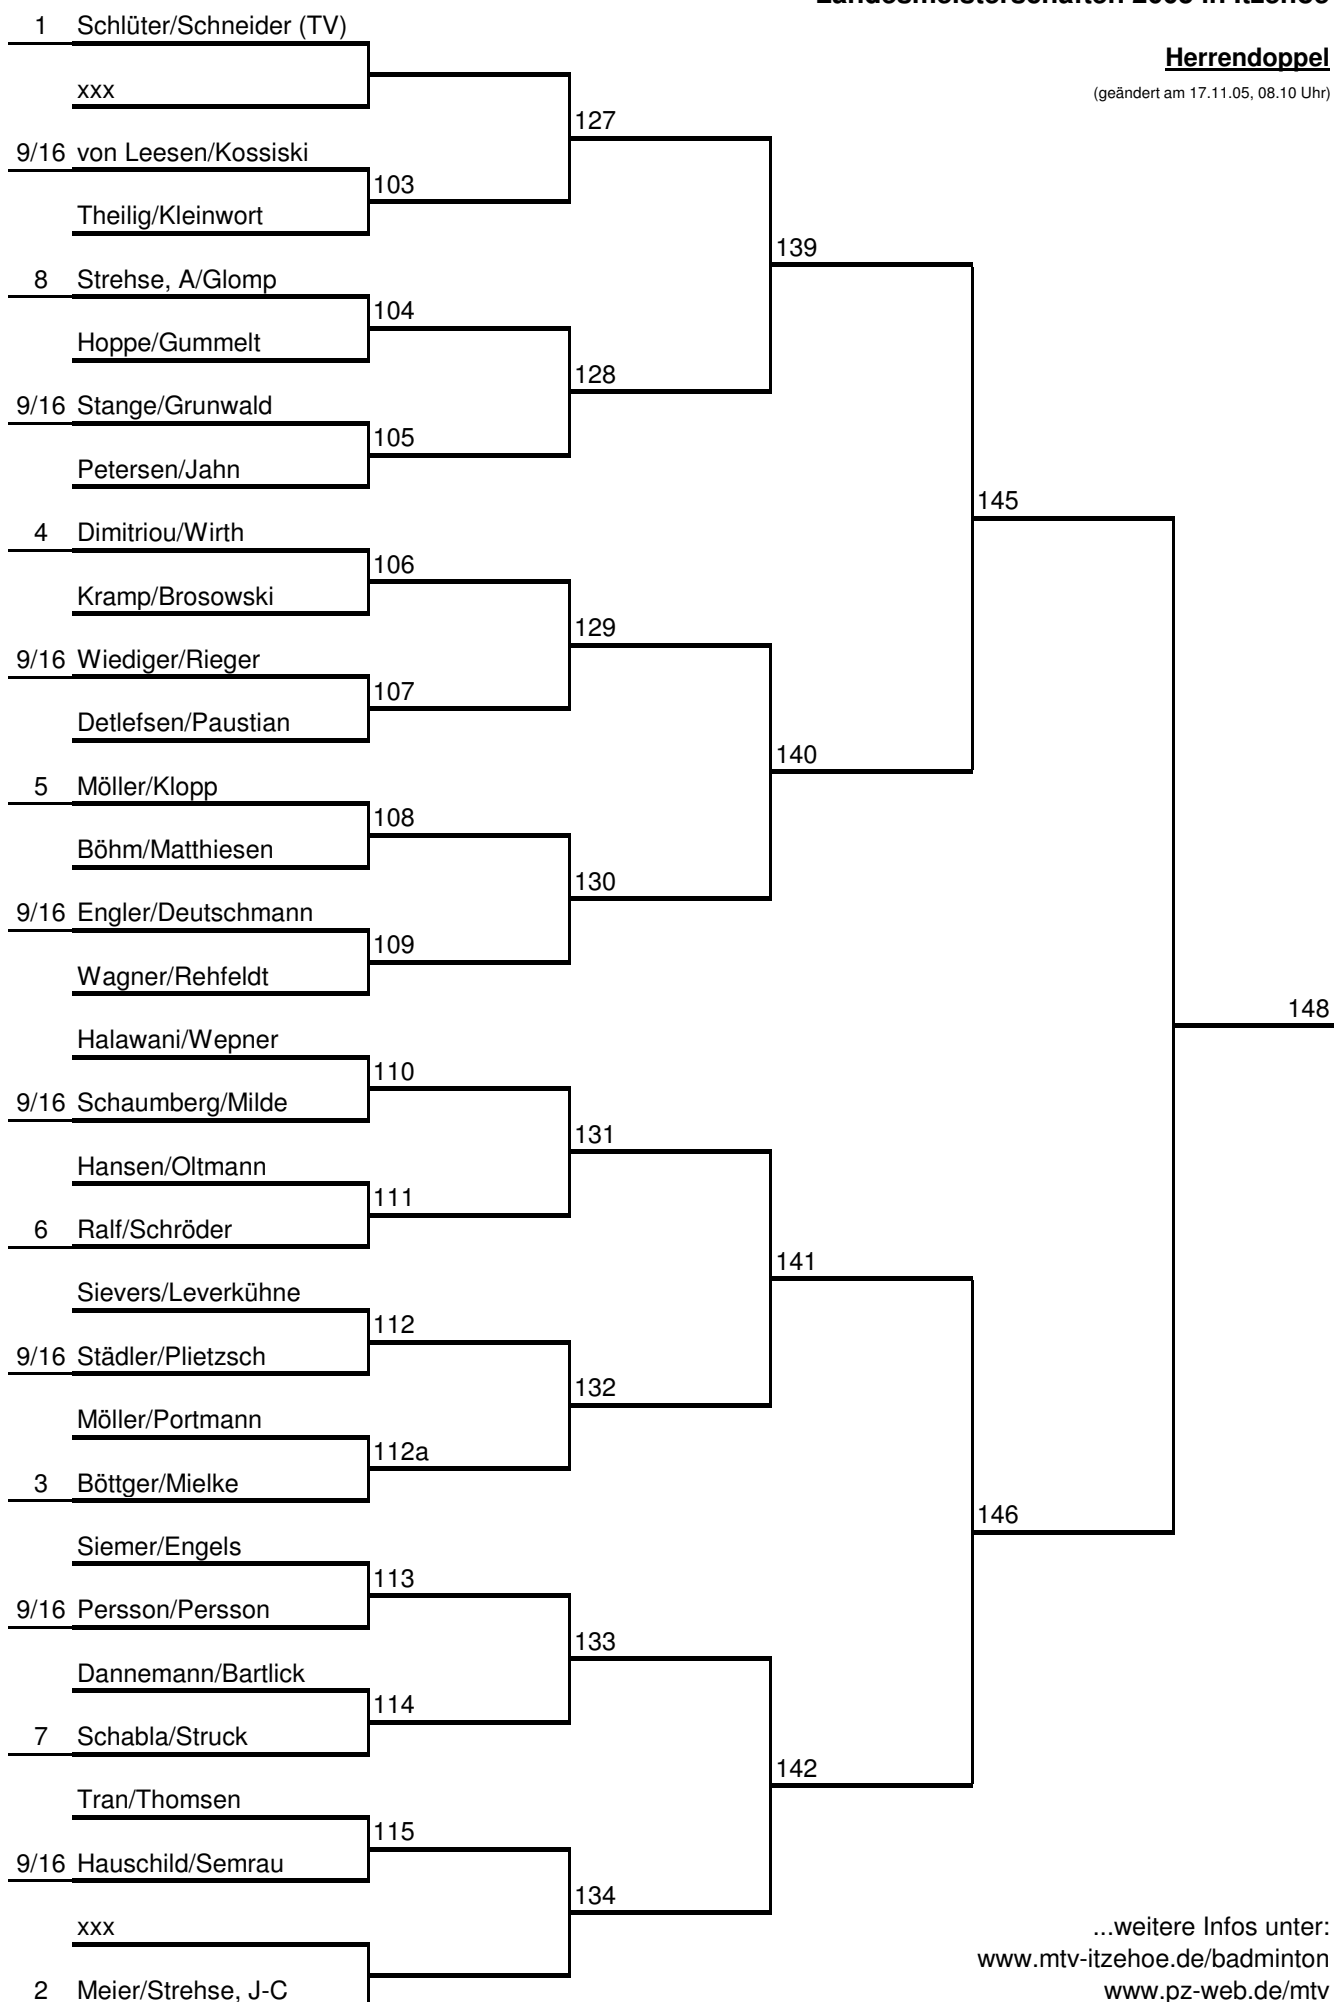 Landesmeisterschaften 2005 in Itzehoe
1 Schlüter/Schneider (TV)
Herrendoppel
xxx
(geändert am 17.11.05, 08.10 Uhr)
127
9/16 von Leesen/Kossiski
103
Theilig/Kleinwort
139
8 Strehse, A/Glomp
104
Hoppe/Gummelt
128
9/16 Stange/Grunwald
105
Petersen/Jahn
145
4 Dimitriou/Wirth
106
Kramp/Brosowski
129
9/16 Wiediger/Rieger
107
Detlefsen/Paustian
140
5 Möller/Klopp
108
Böhm/Matthiesen
130
9/16 Engler/Deutschmann
109
Wagner/Rehfeldt
148
Halawani/Wepner
110
9/16 Schaumberg/Milde
131
Hansen/Oltmann
111
6 Ralf/Schröder
141
Sievers/Leverkühne
112
9/16 Städler/Plietzsch
132
Möller/Portmann
112a
3 Böttger/Mielke
146
Siemer/Engels
113
9/16 Persson/Persson
133
Dannemann/Bartlick
114
7 Schabla/Struck
142
Tran/Thomsen
115
9/16 Hauschild/Semrau
134
xxx
...weitere Infos unter:
www.mtv-itzehoe.de/badminton
2 Meier/Strehse, J-C
www.pz-web.de/mtv